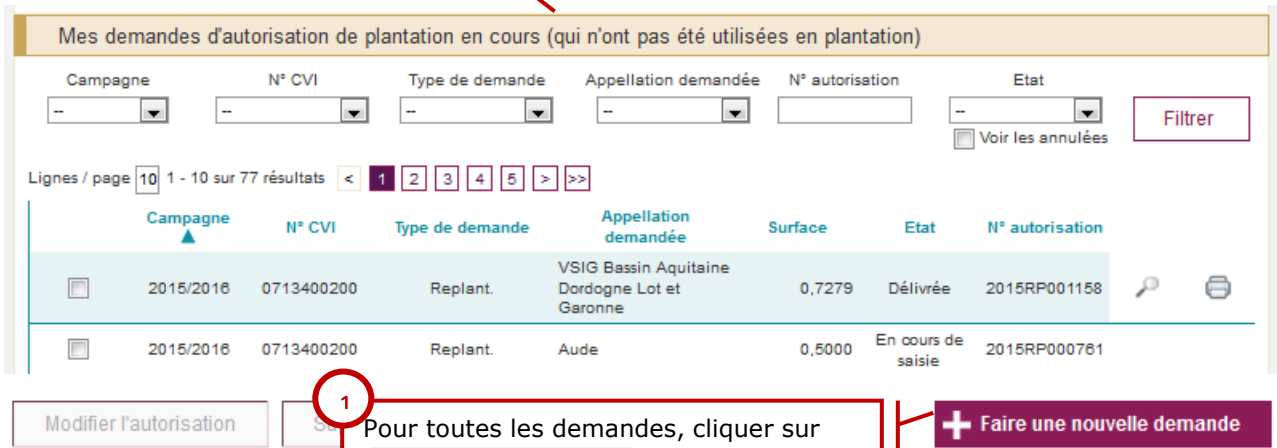 Mes demandes d'autorisation de plantation en cours (qui n'ont pas été utilisées en plantation)
Campagne N° CVI Type de demande Appellation demandée N° autorisation Etat
-- -- -- -- --
Filtrer
Voir les annulées
Lignes / page 10 1 - 10 sur 77 résultats < 1 2 3 4 5 > >>
Campagne N° CVI Type de demande Appellation demandée Surface Etat N° autorisation
2015/2016 0713400200 Replant. VSIG Bassin Aquitaine Dordogne Lot et Garonne 0,7279 Délivrée 2015RP001158
2015/2016 0713400200 Replant. Aude 0,5000 En cours de saisie 2015RP000761
1
Modifier l'autorisation
Pour toutes les demandes, cliquer sur
Faire une nouvelle demande